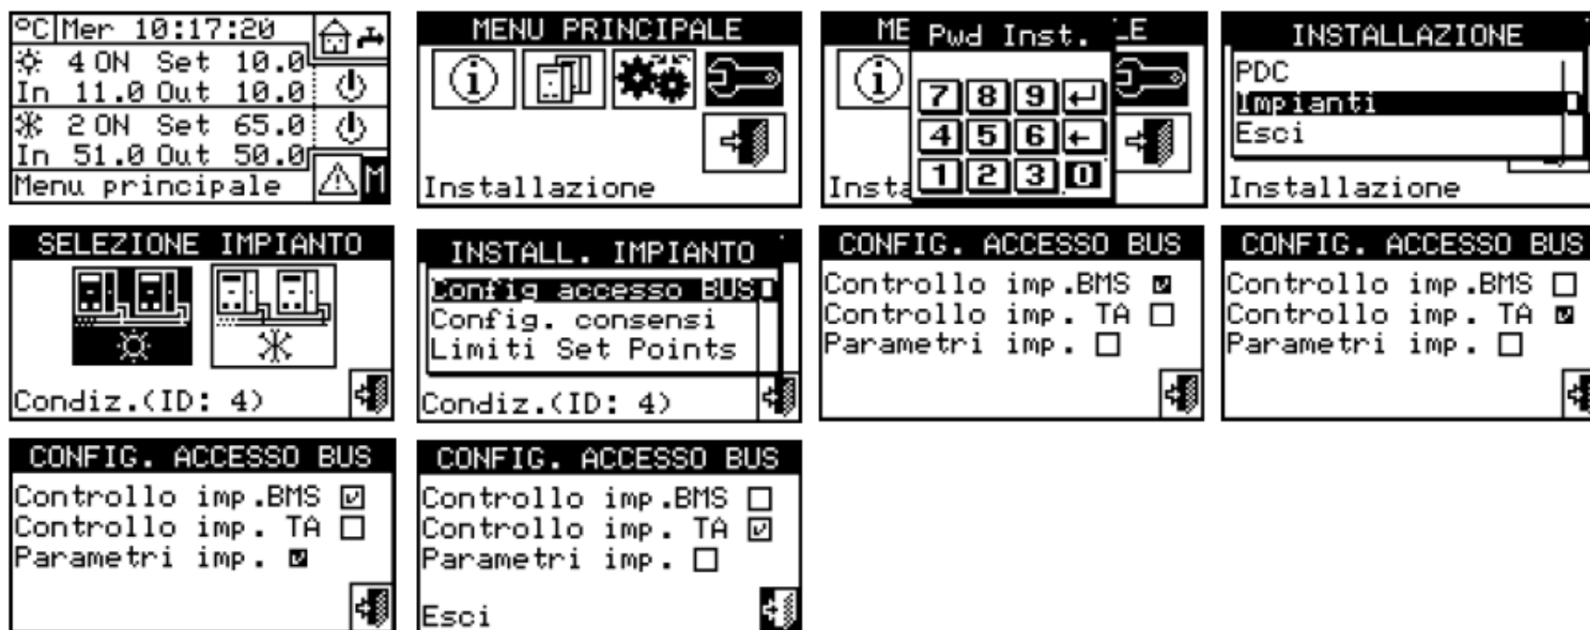 °C Mer 10:17:20
4 ON Set 10.0
In 11.0 Out 10.0
2 ON Set 65.0
In 51.0 Out 50.0
Menu principale M
MENU PRINCIPALE
i
Installazione
ME LE
Pwd Inst.
i
7 8 9
4 5 6
1 2 3 0
Insta
INSTALLAZIONE
PDC
Impianti
Esci
Installazione
SELEZIONE IMPIANTO
Condiz.(ID: 4)
INSTALL. IMPIANTO
Config accesso BUS
Config. consensi
Limiti Set Points
Condiz.(ID: 4)
CONFIG. ACCESSO BUS
Controllo imp.BMS
Controllo imp. TA
Parametri imp.
CONFIG. ACCESSO BUS
Controllo imp.BMS
Controllo imp. TA
Parametri imp.
CONFIG. ACCESSO BUS
Controllo imp.BMS
Controllo imp. TA
Parametri imp.
CONFIG. ACCESSO BUS
Controllo imp.BMS
Controllo imp. TA
Parametri imp.
Esci